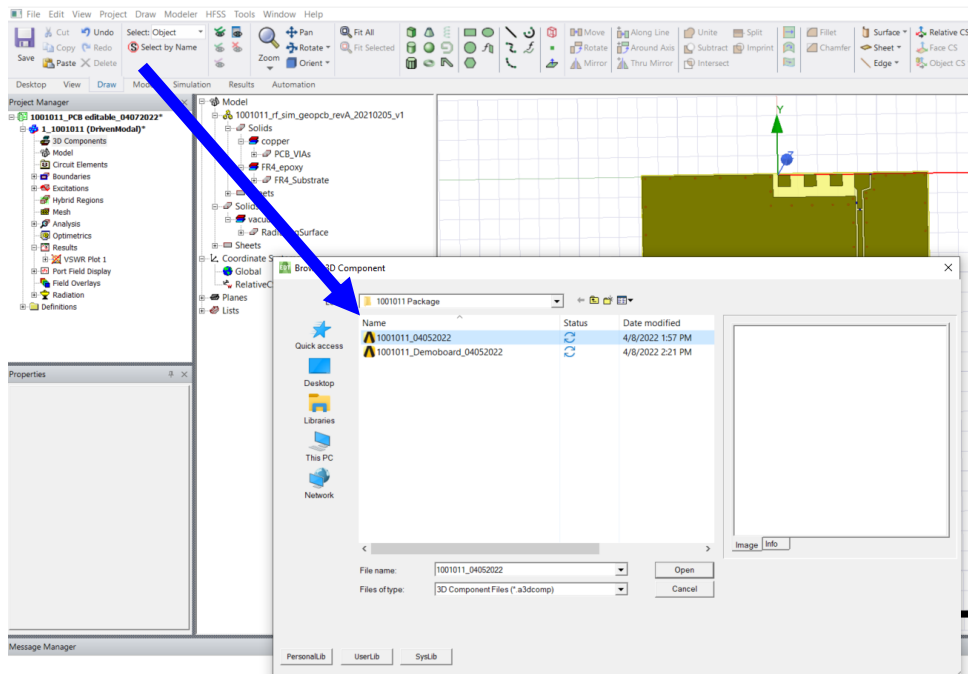 File Edit View Project Draw Modeler HFSS Tools Window Help
Save
Cut Undo
Copy Redo
Paste Delete
Select: Object
Select by Name
Zoom
Pan
Rotate
Orient
Fit All
Fit Selected
Move Along Line Unite Split Fillet Surface Relative CS
Rotate Around Axis Subtract Imprint Chamfer Sheet Face CS
Mirror Thru Mirror Intersect Edge Object CS
Desktop View Draw Simulation Results Automation
Project Manager
1001011_PCB editable_04072022*
1_1001011 (DrivenModal)*
3D Components
Model
Circuit Elements
Boundaries
Excitations
Hybrid Regions
Mesh
Analysis
Optimetrics
Results
VSWR Plot 1
Port Field Display
Field Overlays
Radiation
Definitions
Model
1001011_rf_sim_geopcb_revA_20210205_v1
Solids
copper
PCB_VIAs
FR4_epoxy
FR4_Substrate
Sheets
Coordinate
Global
Planes
Lists
Y
Z
3D Component
1001011 Package
Name Status Date modified
1001011_04052022 4/8/2022 1:57 PM
1001011_Demoboard_04052022 4/8/2022 2:21 PM
Quick access
Desktop
Libraries
This PC
Network
Image Info
File name: 1001011_04052022 Open
Files of type: 3D Component Files (*.a3dcomp) Cancel
PersonalLib UserLib SysLib
Properties
Message Manager